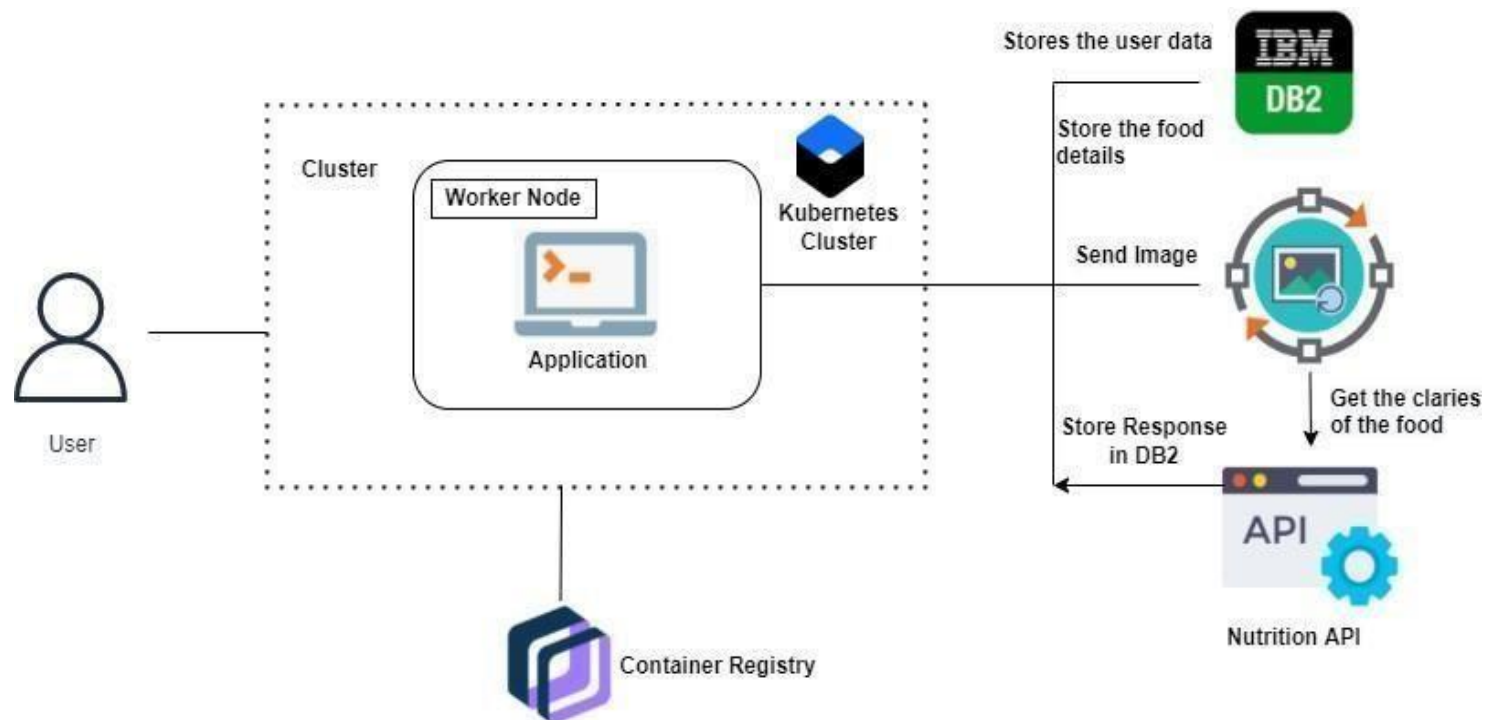 Stores the user data
IBM
DB2
Store the food
details
Cluster
Worker Node
Kubernetes
Cluster
Send Image
Application
User
Get the claries
of the food
Store Response
in DB2
API
Nutrition API
Container Registry